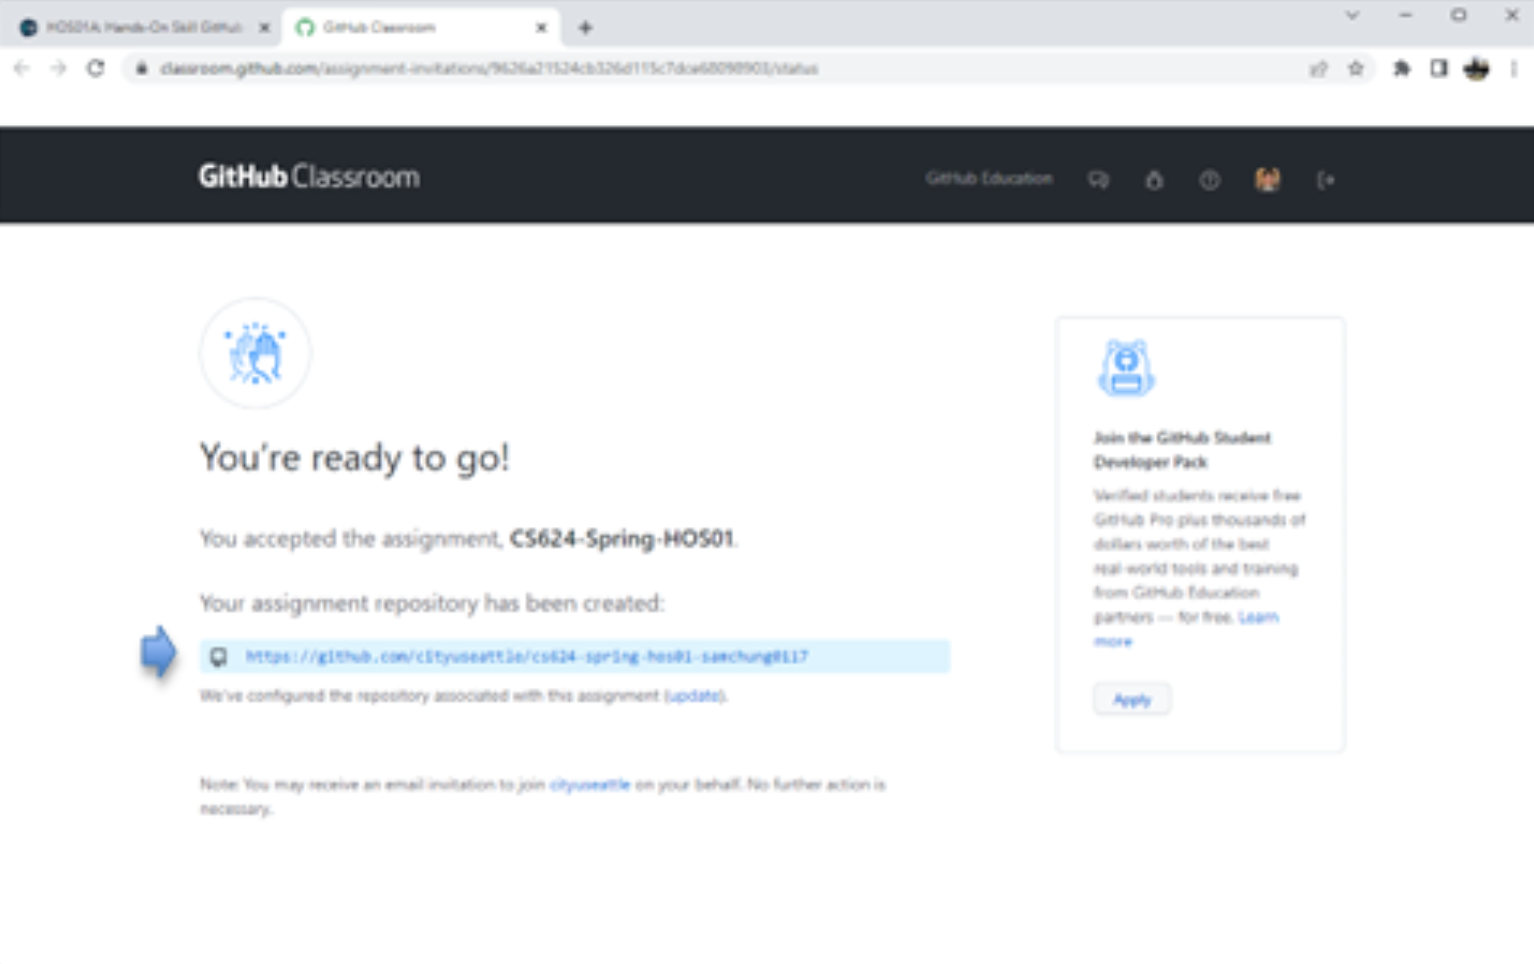 HOS01A: Hands-On Skill GitHub
GitHub Classroom
classroom.github.com/assignment-invitations/9626a21524cb326d115c7dce68098903/status
GitHub Classroom
GitHub Education
You're ready to go!
You accepted the assignment, CS624-Spring-HOS01.
Your assignment repository has been created:
https://github.com/cityuseattle/cs624-spring-hos01-samchung0117
We've configured the repository associated with this assignment (update).
Note: You may receive an email invitation to join cityuseattle on your behalf. No further action is
necessary.
Join the GitHub Student
Developer Pack
Verified students receive free
GitHub Pro plus thousands of
dollars worth of the best
real-world tools and training
from GitHub Education
partners — for free. Learn
more
Apply